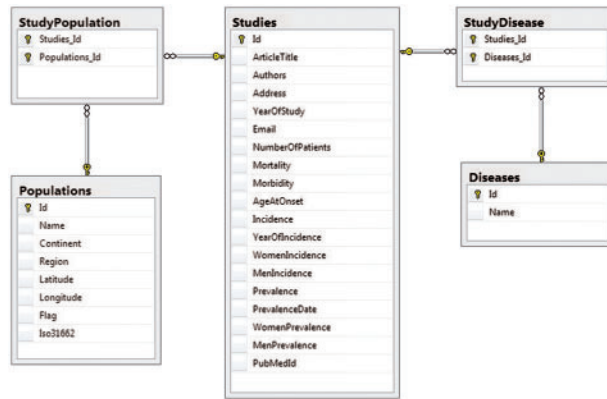 StudyPopulation
Studies_Id
Populations_Id
Populations
Id
Name
Continent
Region
Latitude
Longitude
Flag
Iso31662
Studies
Id
ArticleTitle
Authors
Address
YearOfStudy
Email
NumberOfPatients
Mortality
Morbidity
AgeAtOnset
Incidence
YearOfIncidence
WomenIncidence
MenIncidence
Prevalence
PrevalenceDate
WomenPrevalence
MenPrevalence
PubMedId
StudyDisease
Studies_Id
Diseases_Id
Diseases
Id
Name